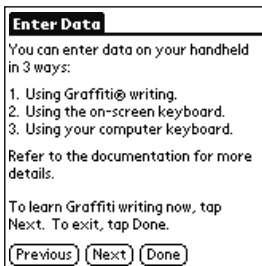 Enter Data
You can enter data on your handheld
in 3 ways:
1. Using Graffiti® writing.
2. Using the on-screen keyboard.
3. Using your computer keyboard.
Refer to the documentation for more
details.
To learn Graffiti writing now, tap
Next. To exit, tap Done.
Previous Next Done